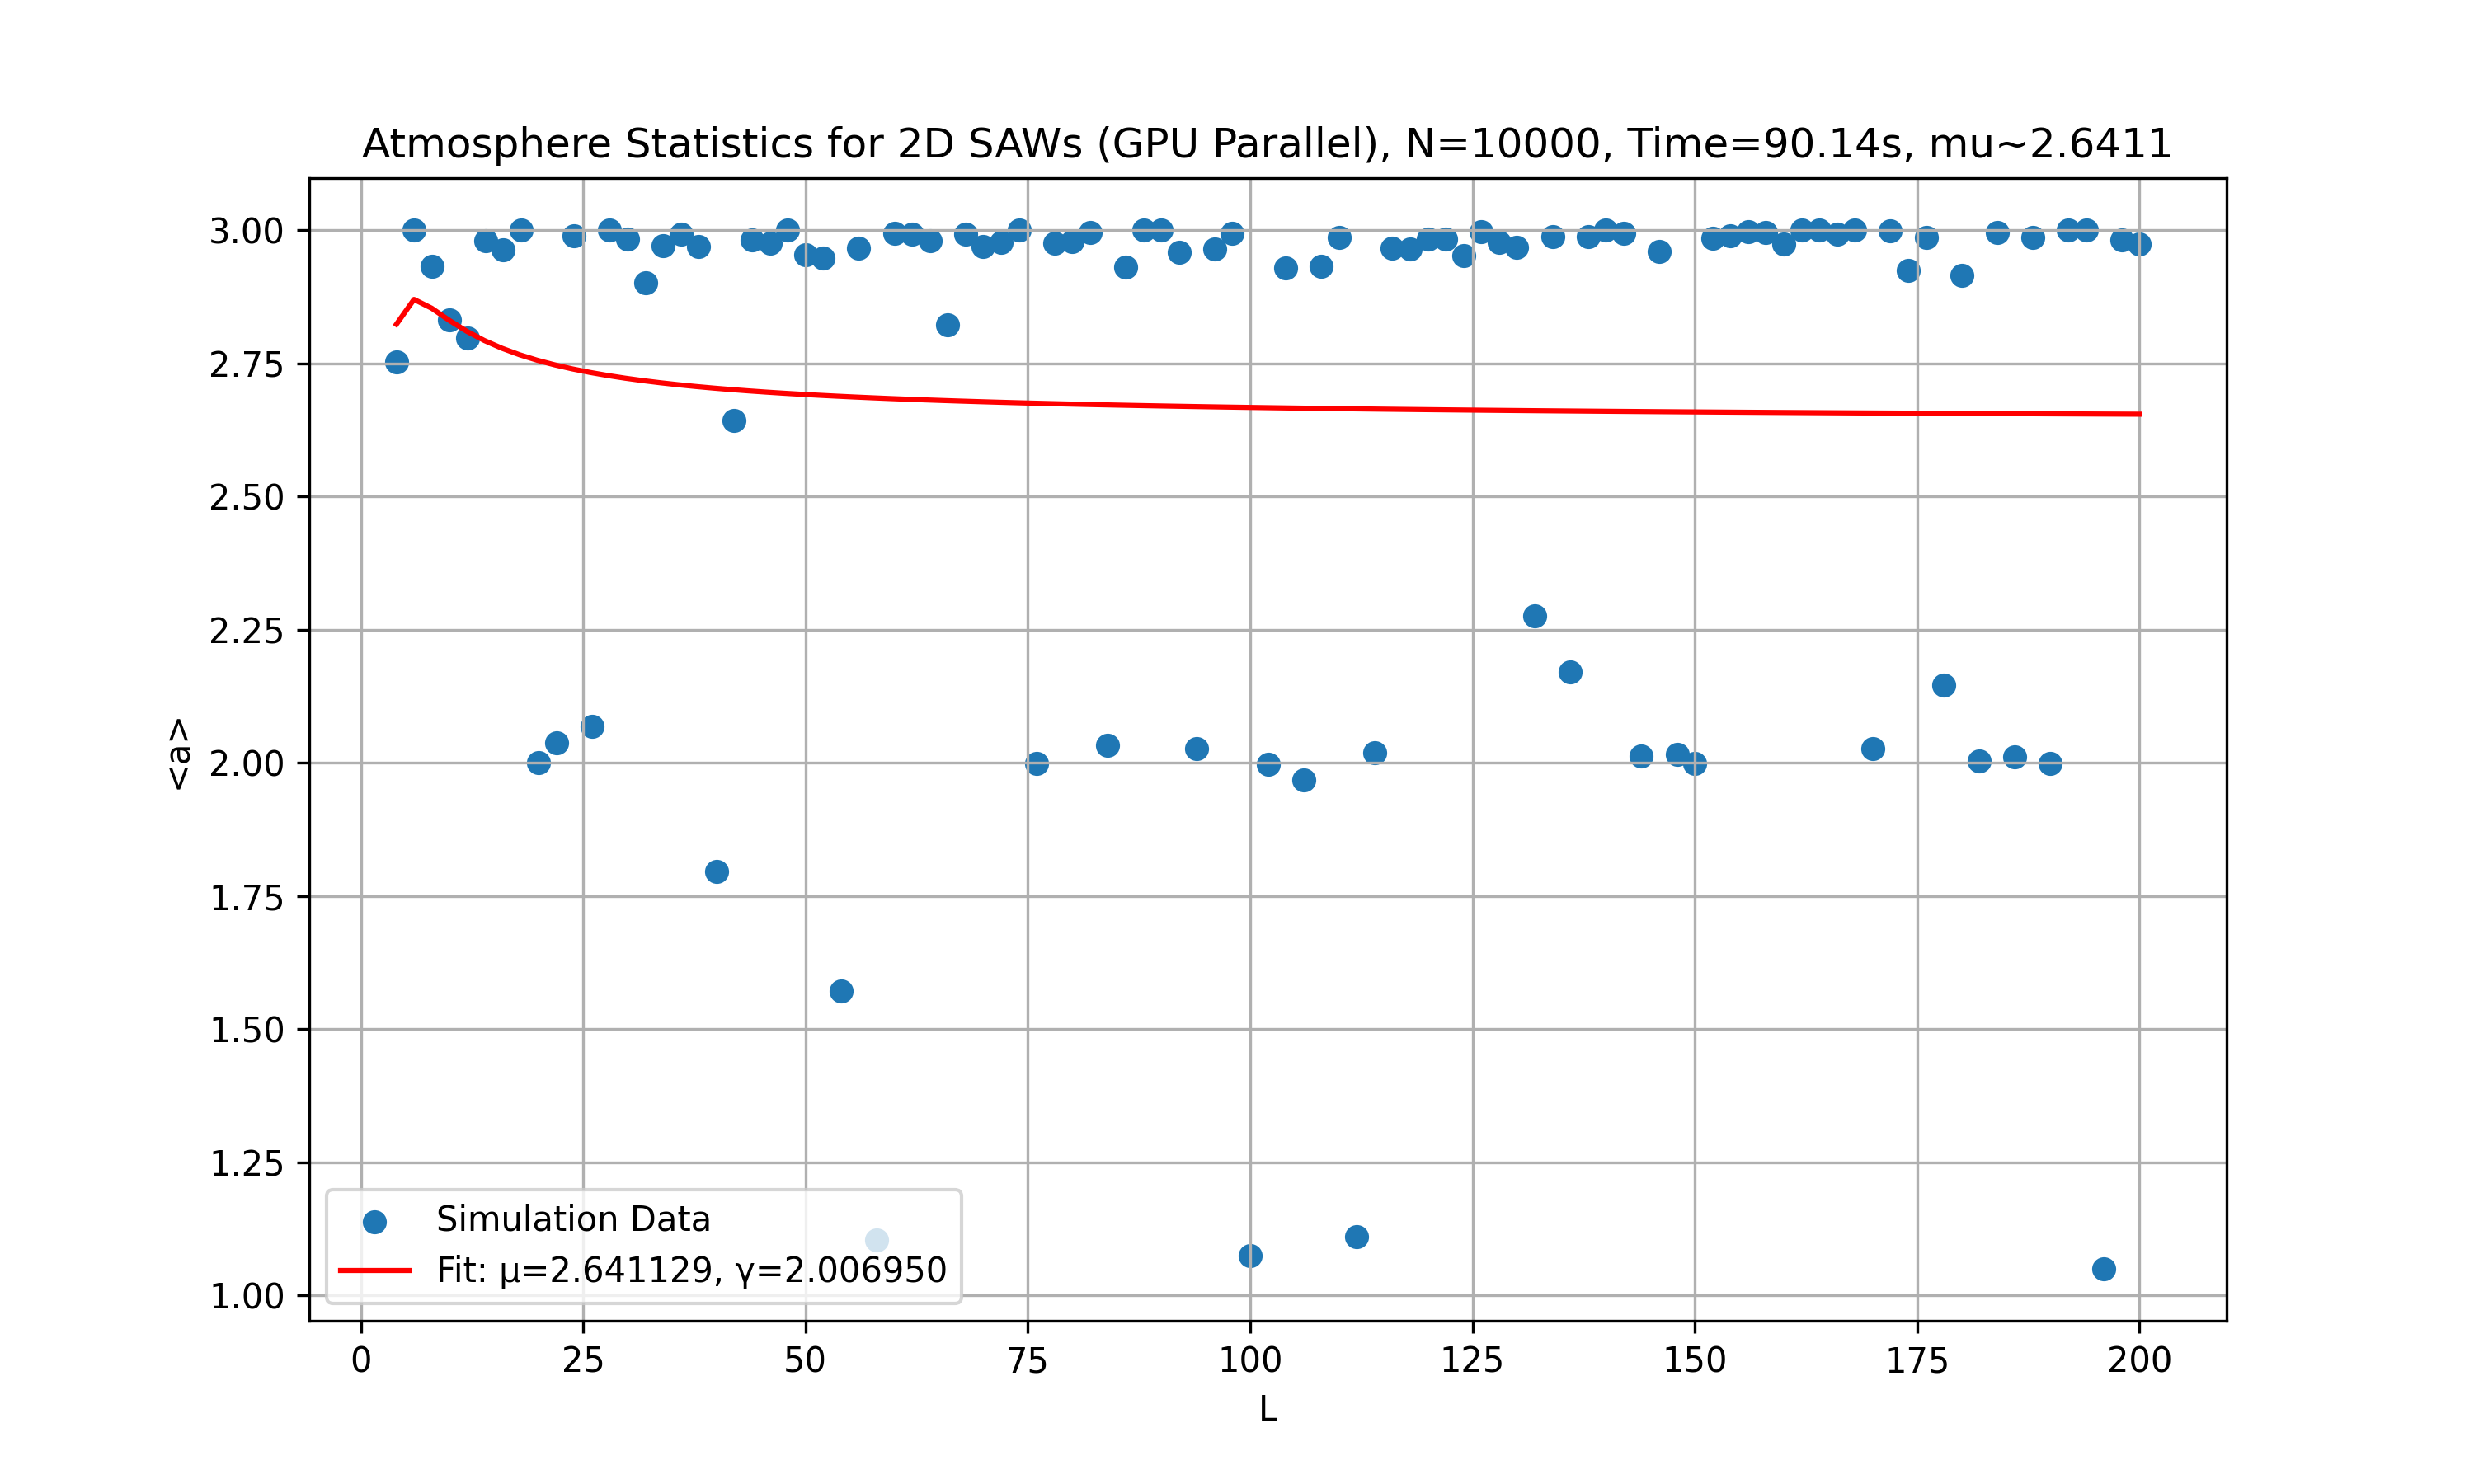 Atmosphere Statistics for 2D SAWs (GPU Parallel), N=10000, Time=90.14s, mu~2.6411
3.00
2.75
2.50
2.25
2.00
1.75
1.50
1.25
1.00
<a>
Simulation Data
Fit: μ=2.641129, γ=2.006950
0 25 50 75 100 125 150 175 200
L